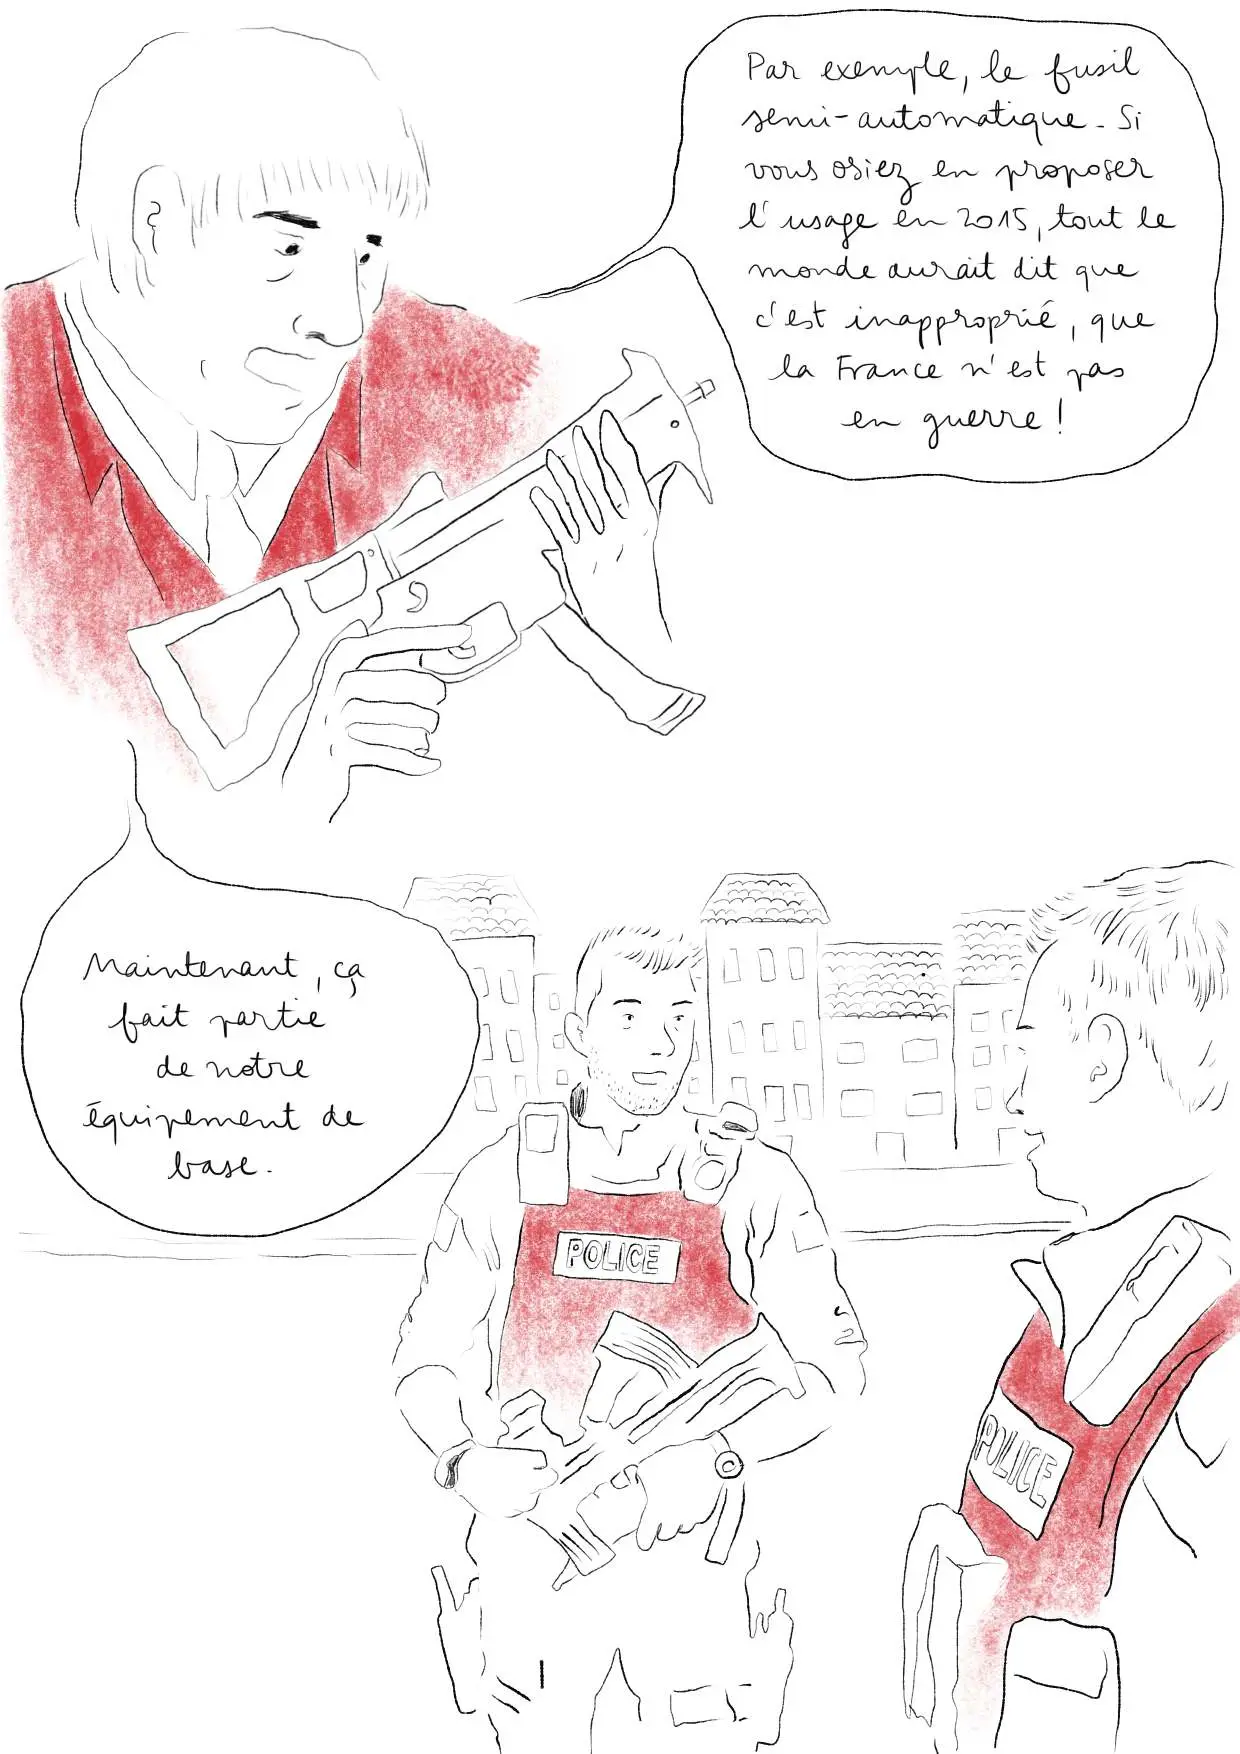 Par exemple, le fusil
semi-automatique. Si
vous osiez en proposer
l'usage en 2015, tout le
monde aurait dit que
c'est inapproprié, que
la France n'est pas
en guerre !
Maintenant, ça
fait partie
de notre
équipement de
base.
POLICE
POLICE